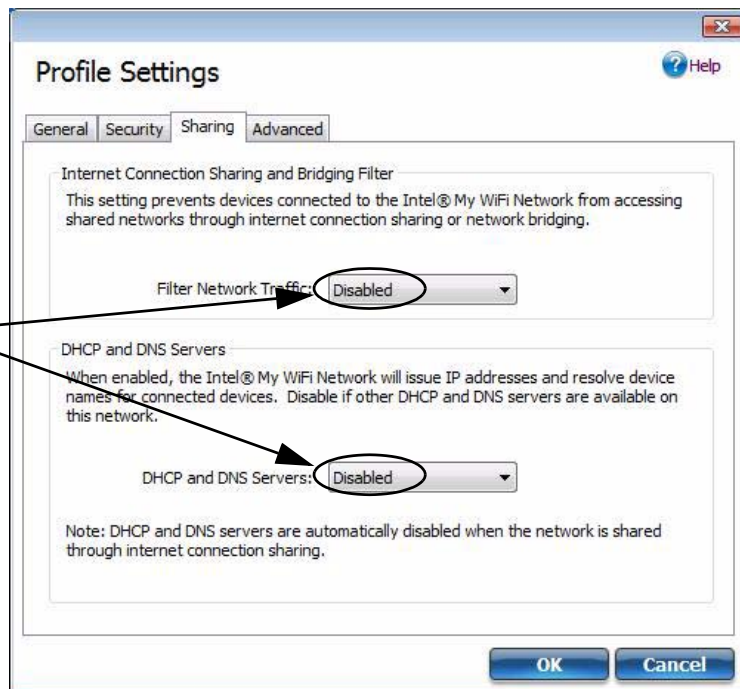 Profile Settings
Help
General Security Sharing Advanced
Internet Connection Sharing and Bridging Filter
This setting prevents devices connected to the Intel® My WiFi Network from accessing
shared networks through internet connection sharing or network bridging.
Filter Network Traffic: Disabled
DHCP and DNS Servers
When enabled, the Intel® My WiFi Network will issue IP addresses and resolve device
names for connected devices. Disable if other DHCP and DNS servers are available on
this network.
DHCP and DNS Servers: Disabled
Note: DHCP and DNS servers are automatically disabled when the network is shared
through internet connection sharing.
OK Cancel